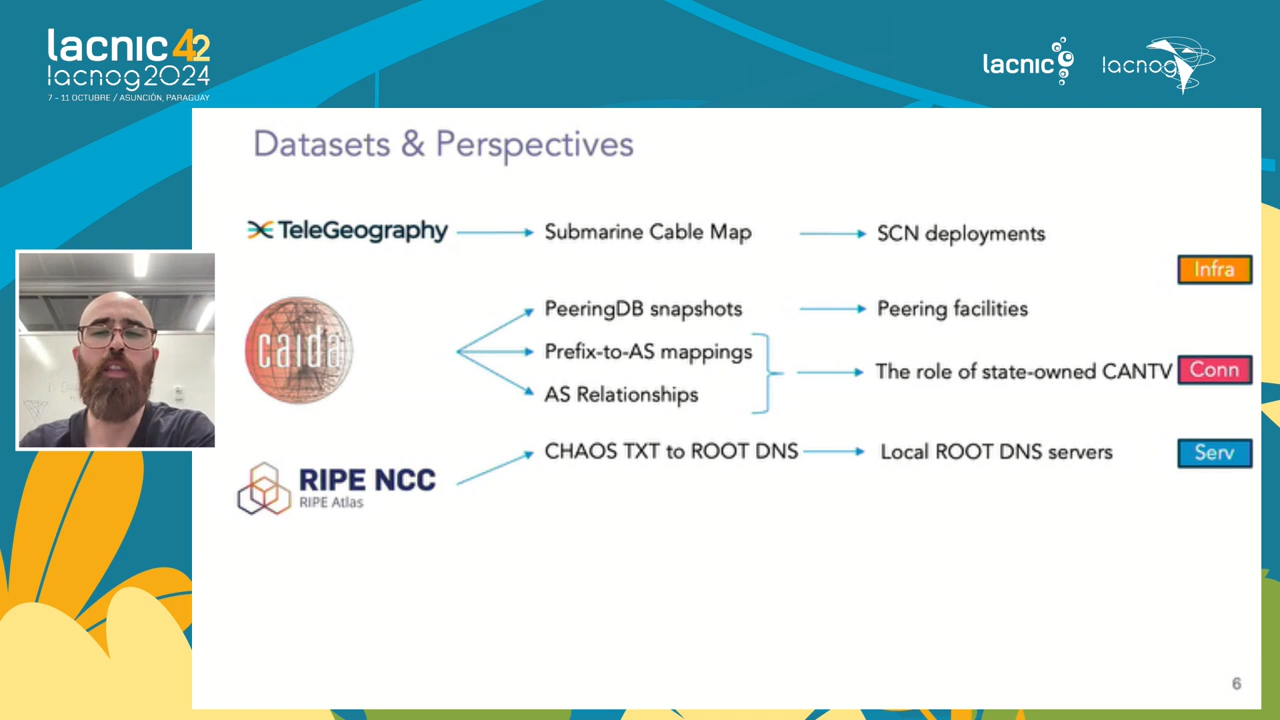 lacnic 42
lacnog2024
7 - 11 OCTUBRE / ASUNCIÓN, PARAGUAY
lacnic
lacnog
Datasets & Perspectives
TeleGeography
Submarine Cable Map
SCN deployments
Infra
caida
PeeringDB snapshots
Peering facilities
Prefix-to-AS mappings
The role of state-owned CANTV
Conn
AS Relationships
CHAOS TXT to ROOT DNS
Local ROOT DNS servers
Serv
RIPE NCC
RIPE Atlas
6